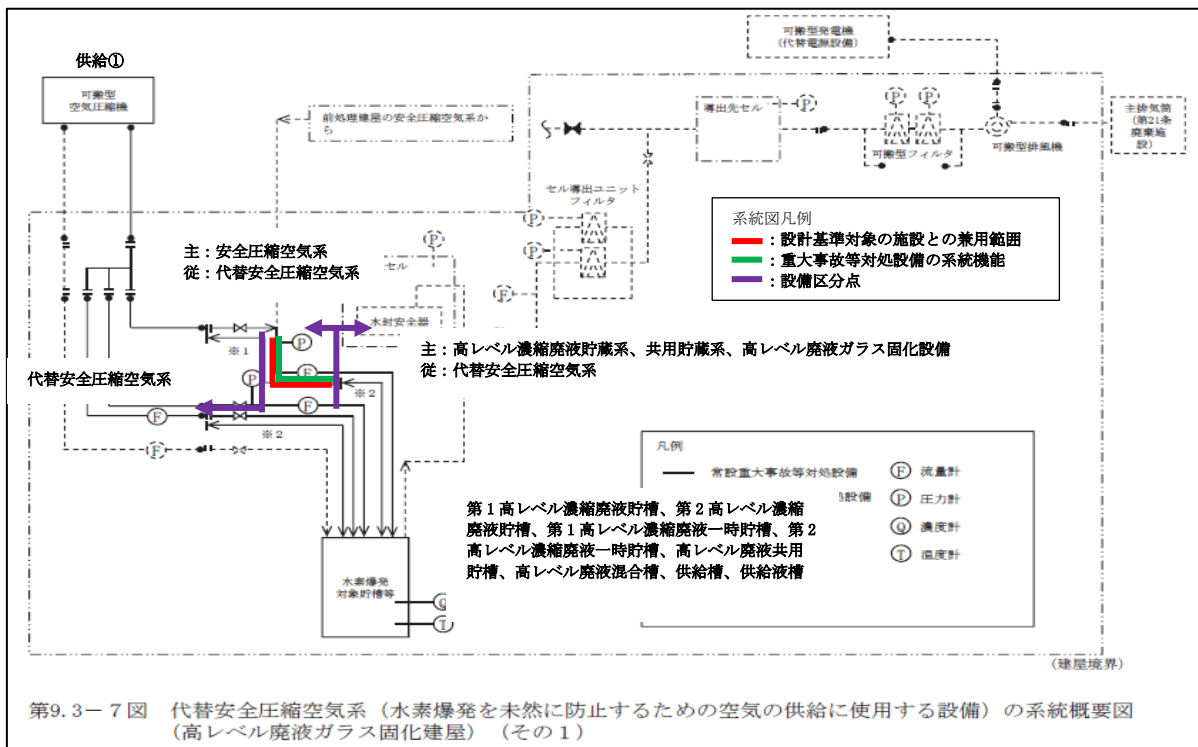 供給①
可搬型
空気圧縮機
可搬型発電機
(代替電源設備)
前処理建屋の安全圧縮空気系か
ら
導出先セル
P
P
P
可搬型フィルタ
可搬型排風機
主排気筒
(第21条
廃棄施
設)
セル導出ユニット
フィルタ
P
P
F
系統図凡例
:設計基準対象の施設との兼用範囲
:重大事故等対処設備の系統機能
:設備区分点
主:安全圧縮空気系
従:代替安全圧縮空気系
P
セル
水封安全器
主:高レベル濃縮廃液貯蔵系、共用貯蔵系、高レベル廃液ガラス固化設備
従:代替安全圧縮空気系
代替安全圧縮空気系
※1
P
F
P
※2
F
F
F
※2
F
凡例
常設重大事故等対処設備
処設備
F 流量計
P 圧力計
Q 濃度計
T 温度計
第1高レベル濃縮廃液貯槽、第2高レベル濃縮
廃液貯槽、第1高レベル濃縮廃液一時貯槽、第2
高レベル濃縮廃液一時貯槽、高レベル廃液共用
貯槽、高レベル廃液混合槽、供給槽、供給液槽
水素爆発
対象貯槽等
Q
T
(建屋境界)
第9.3-7図 代替安全圧縮空気系(水素爆発を未然に防止するための空気の供給に使用する設備)の系統概要図
(高レベル廃液ガラス固化建屋)(その1)